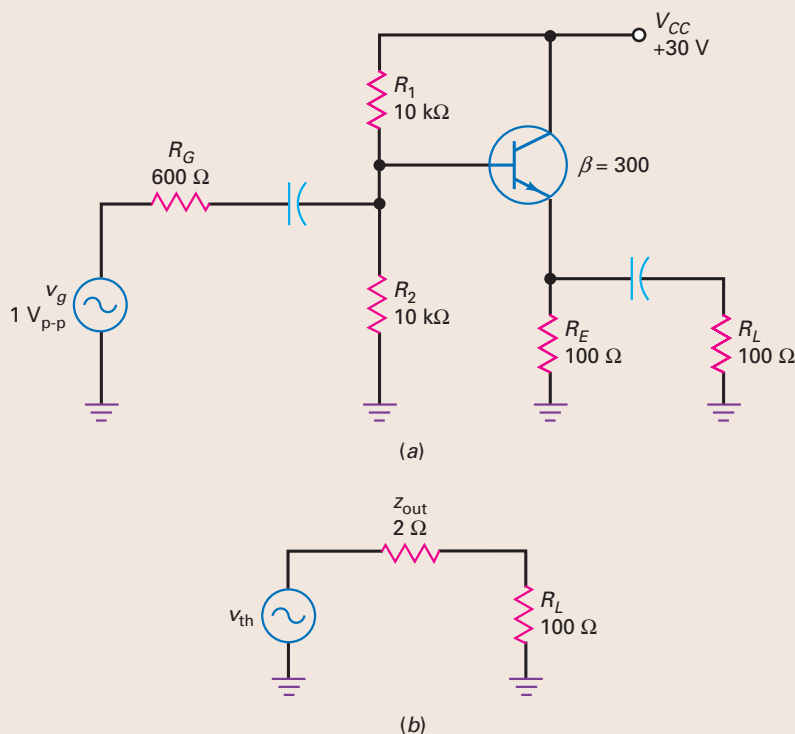 V_CC
+30 V
R_1
10 kΩ
R_G
600 Ω
β = 300
v_g
1 V_p-p
R_2
10 kΩ
R_E
100 Ω
R_L
100 Ω
(a)
z_out
2 Ω
v_th
R_L
100 Ω
(b)